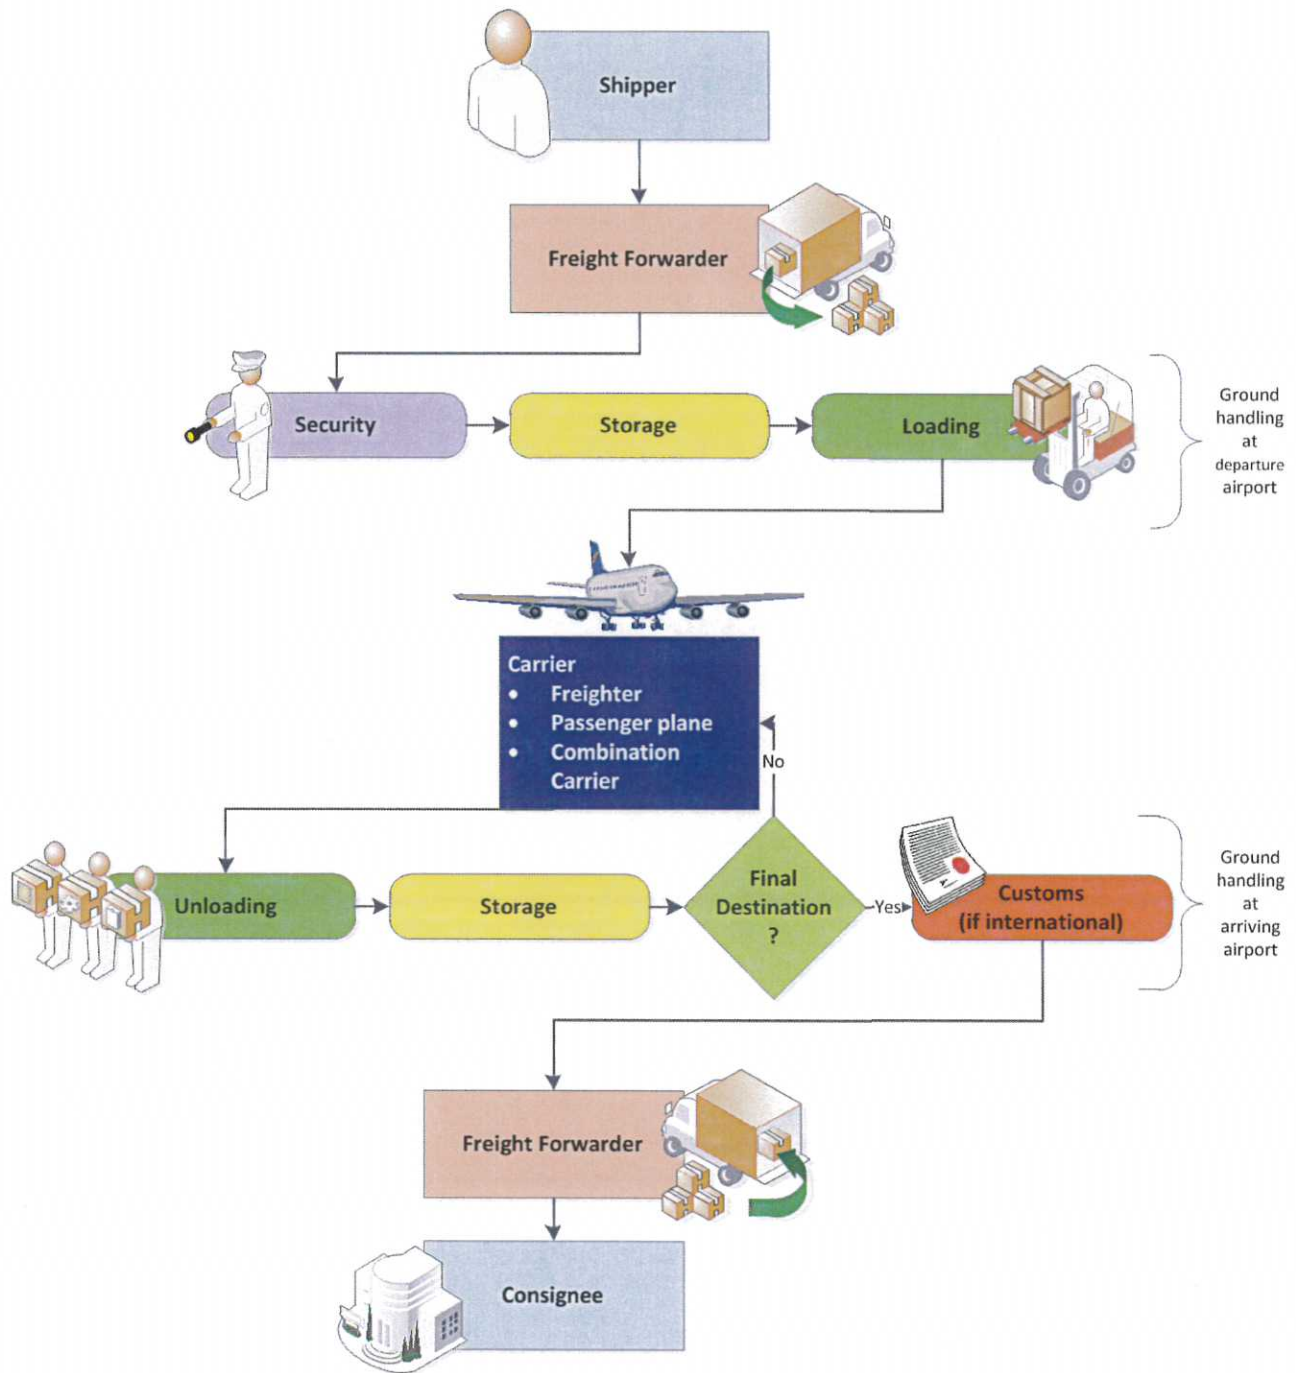 Shipper
Freight Forwarder
Security
Storage
Loading
Ground
handling
at
departure
airport
Carrier
• Freighter
• Passenger plane
• Combination
Carrier
No
Unloading
Storage
Final
Destination
?
Yes
Customs
(if international)
Ground
handling
at
arriving
airport
Freight Forwarder
Consignee